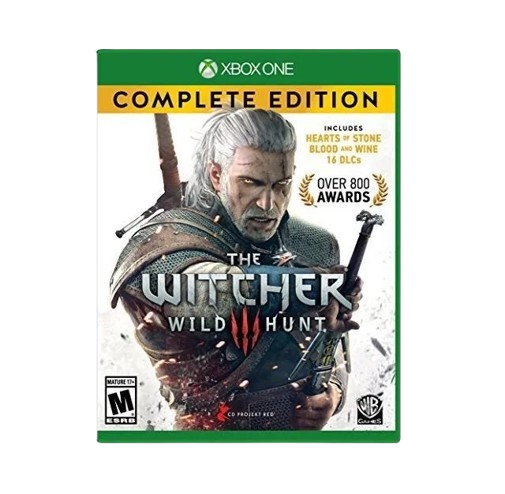 XBOX ONE
COMPLETE EDITION
INCLUDES
HEARTS OF STONE
BLOOD AND WINE
16 DLCs
OVER 800
AWARDS
THE
WITCHER
WILD III HUNT
MATURE 17+
M
ESRB
CD PROJEKT RED
WB
GAMES